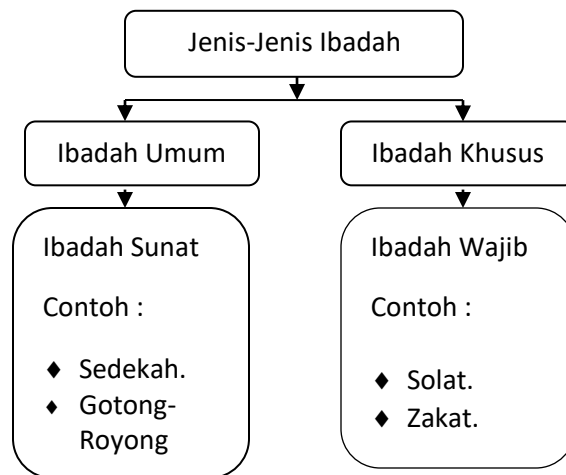 Jenis-Jenis Ibadah
Ibadah Umum
Ibadah Khusus
Ibadah Sunat
Contoh :
♦ Sedekah.
♦ Gotong-
Royong
Ibadah Wajib
Contoh :
♦ Solat.
♦ Zakat.